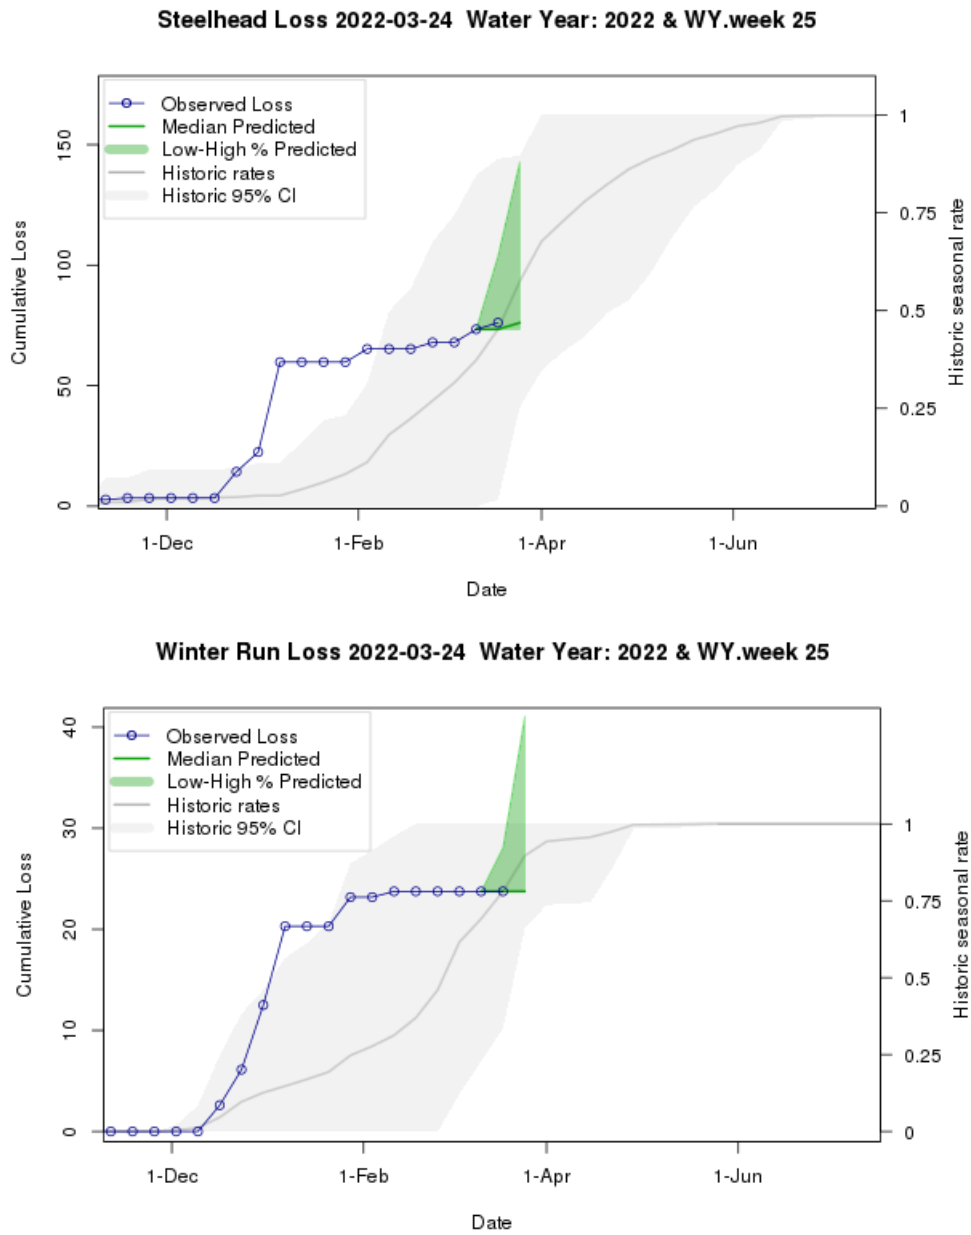 Steelhead Loss 2022-03-24 Water Year: 2022 & WY.week 25
Observed Loss
Median Predicted
Low-High % Predicted
Historic rates
Historic 95% CI
Cumulative Loss
0
50
100
150
Historic seasonal rate
0
0.25
0.5
0.75
1
1-Dec
1-Feb
1-Apr
1-Jun
Date
Winter Run Loss 2022-03-24 Water Year: 2022 & WY.week 25
Observed Loss
Median Predicted
Low-High % Predicted
Historic rates
Historic 95% CI
Cumulative Loss
0
10
20
30
40
Historic seasonal rate
0
0.25
0.5
0.75
1
1-Dec
1-Feb
1-Apr
1-Jun
Date